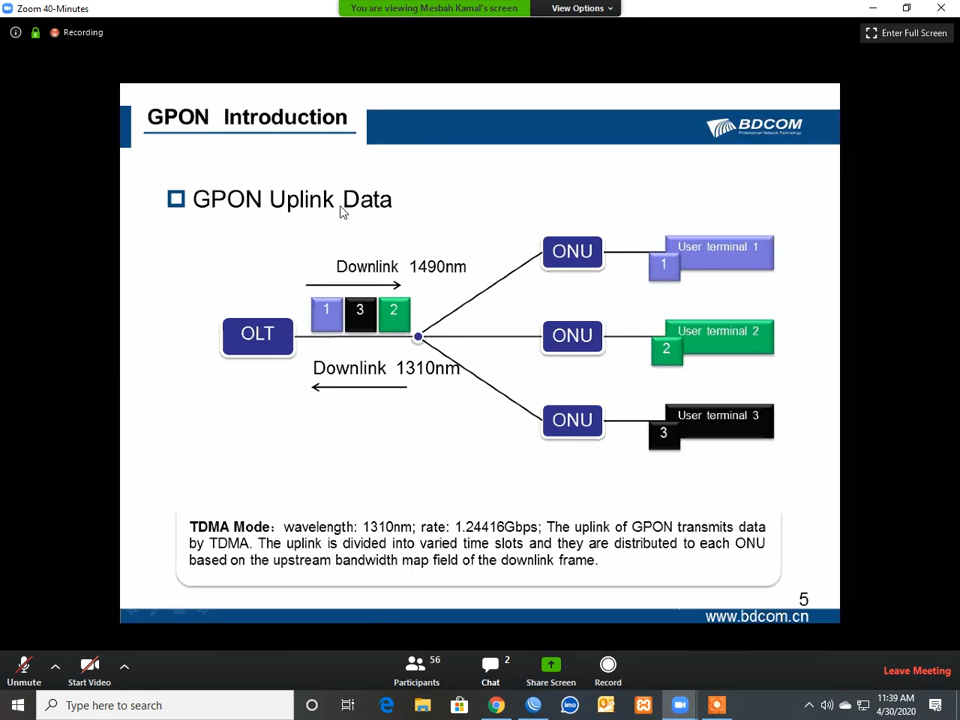 Zoom 40-Minutes
You are viewing Mesbah Kamal's screen
View Options
Recording
Enter Full Screen
GPON Introduction
BDCOM
Professional Network Technology
GPON Uplink Data
Downlink 1490nm
1 3 2
OLT
Downlink 1310nm
ONU
User terminal 1
1
ONU
User terminal 2
2
ONU
User terminal 3
3
TDMA Mode: wavelength: 1310nm; rate: 1.24416Gbps; The uplink of GPON transmits data
by TDMA. The uplink is divided into varied time slots and they are distributed to each ONU
based on the upstream bandwidth map field of the downlink frame.
5
www.bdcom.cn
Unmute
Start Video
56
Participants
2
Chat
Share Screen
Record
Leave Meeting
Type here to search
imo
11:39 AM
4/30/2020